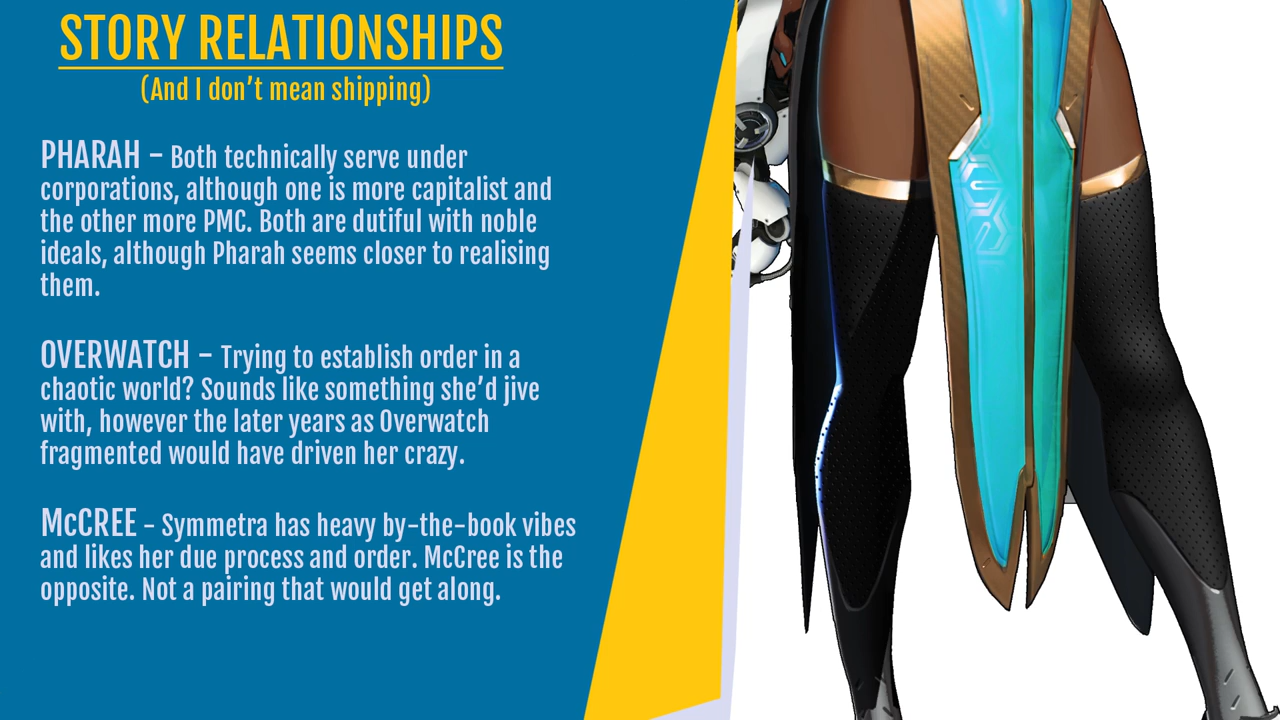 STORY RELATIONSHIPS
(And I don't mean shipping)
PHARAH - Both technically serve under
corporations, although one is more capitalist and
the other more PMC. Both are dutiful with noble
ideals, although Pharah seems closer to realising
them.
OVERWATCH - Trying to establish order in a
chaotic world? Sounds like something she'd jive
with, however the later years as Overwatch
fragmented would have driven her crazy.
McCREE - Symmetra has heavy by-the-book vibes
and likes her due process and order. McCree is the
opposite. Not a pairing that would get along.